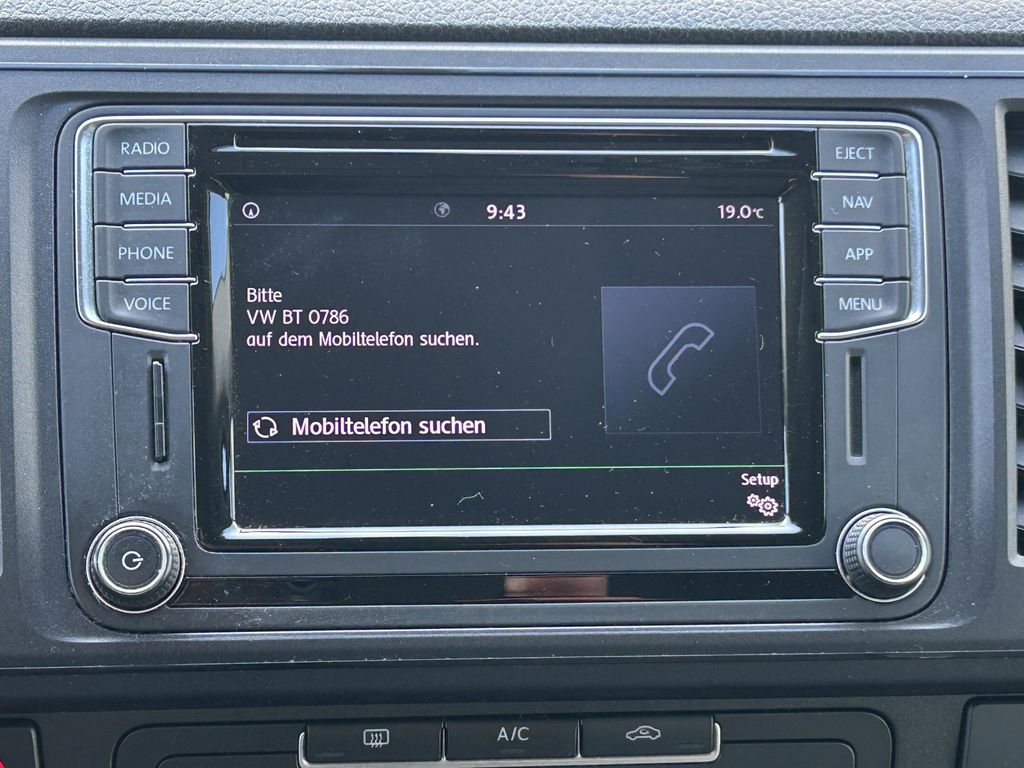 RADIO
MEDIA
PHONE
VOICE
EJECT
NAV
APP
MENU
9:43
19.0°C
Bitte
VW BT 0786
auf dem Mobiltelefon suchen.
Mobiltelefon suchen
Setup
A/C